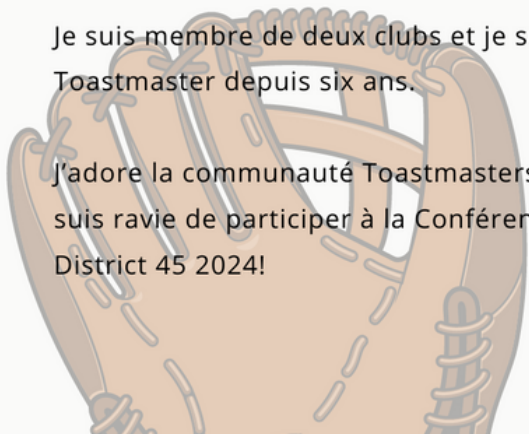 Je suis membre de deux clubs et je s
Toastmaster depuis six ans.
J’adore la communauté Toastmasters
suis ravie de participer à la Conféren
District 45 2024!